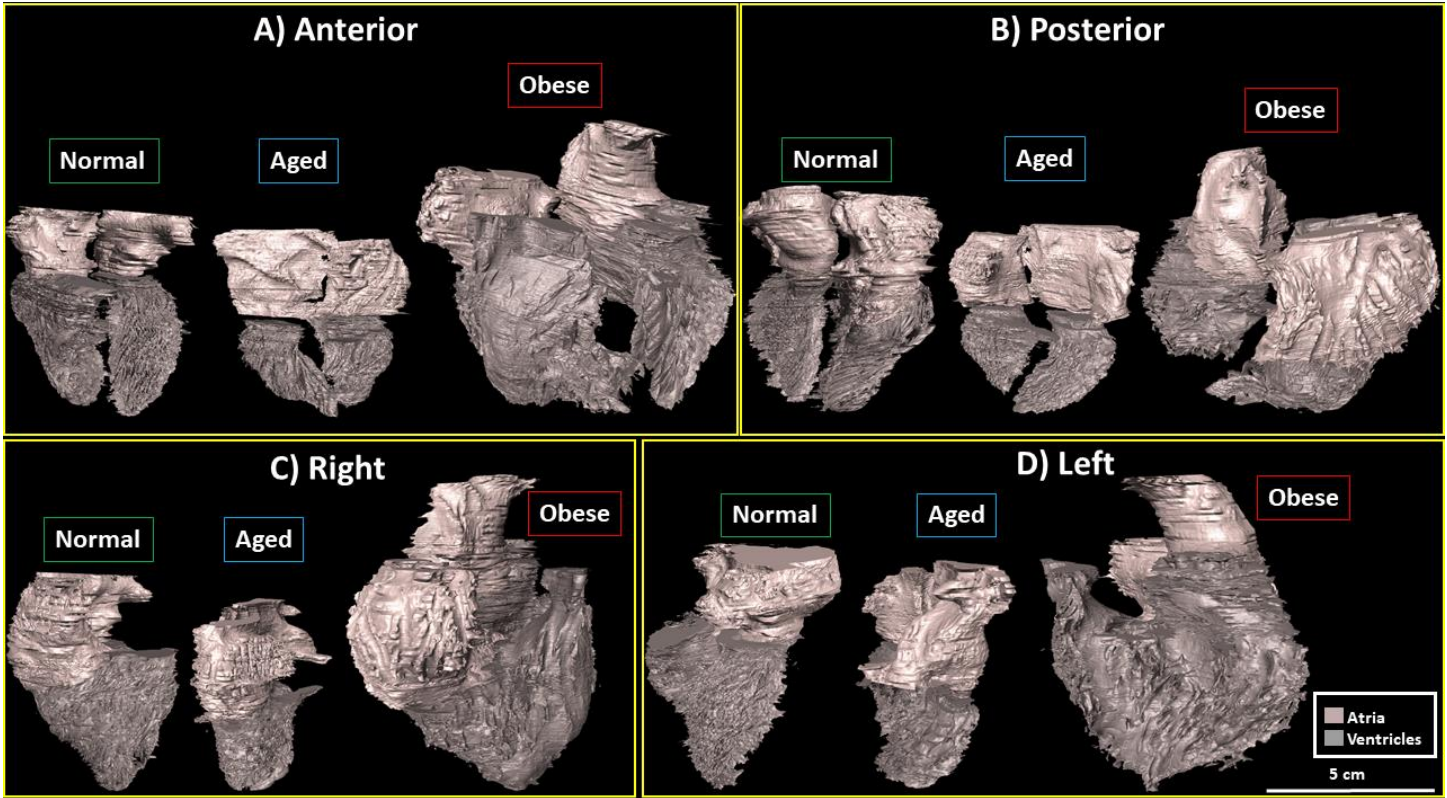 A) Anterior
Normal
Aged
Obese
B) Posterior
Normal
Aged
Obese
C) Right
Normal
Aged
Obese
D) Left
Normal
Aged
Obese
Atria
Ventricles
5 cm